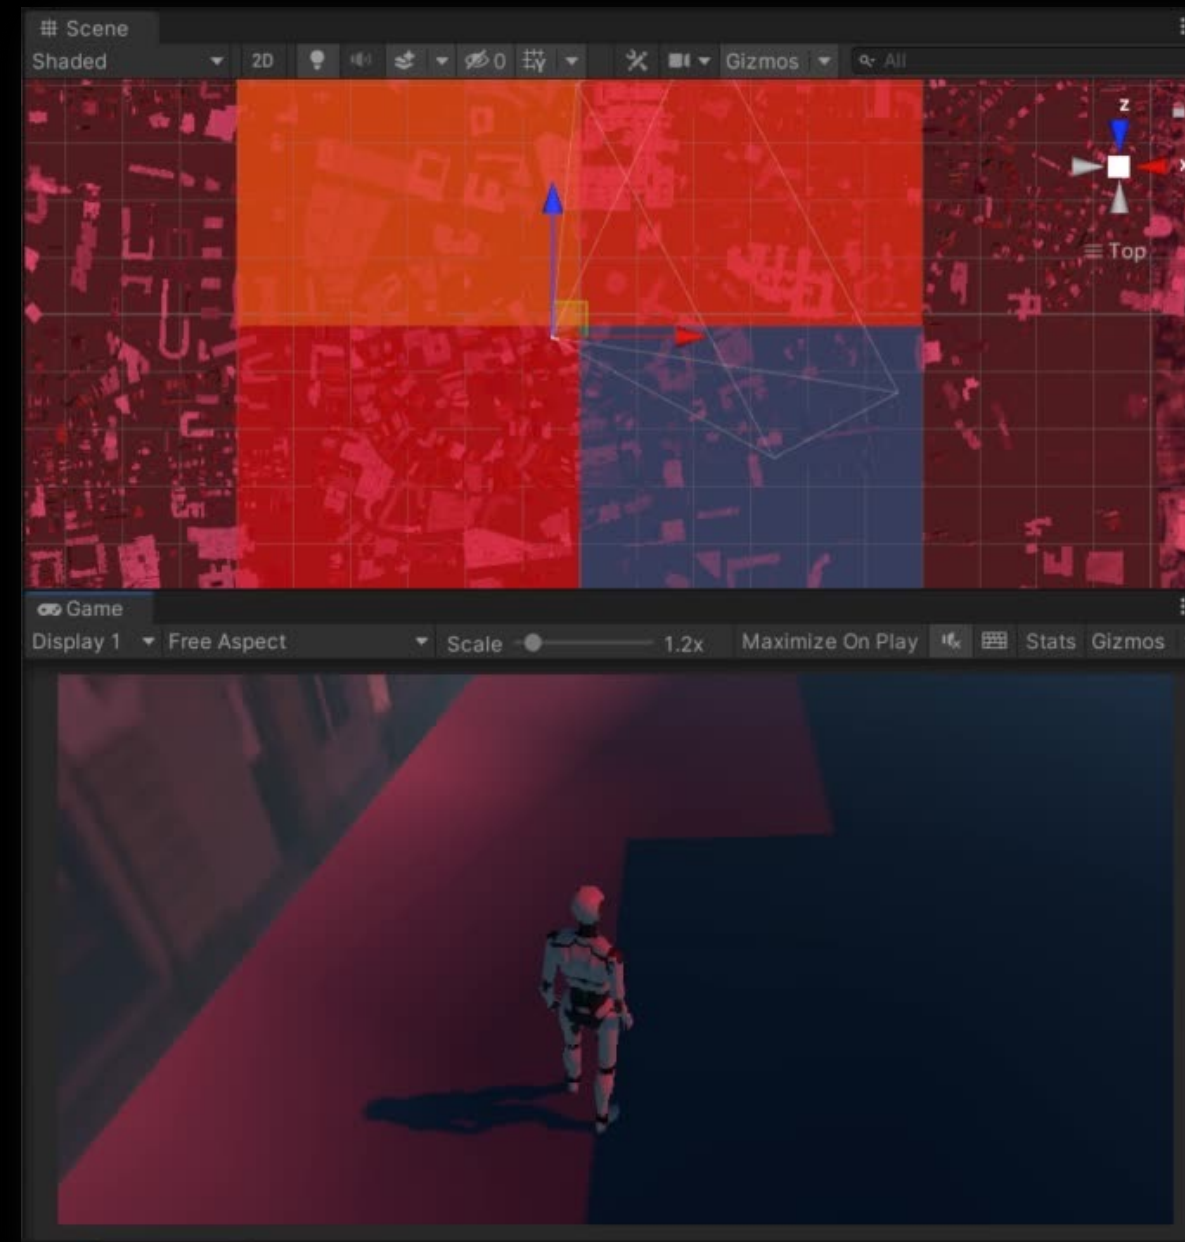 Scene
Shaded 2D 0 Gizmos All
z
x
Top
Game
Display 1 Free Aspect Scale 1.2x Maximize On Play Stats Gizmos